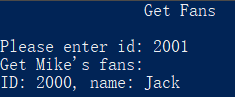 Get Fans
Please enter id: 2001
Get Mike's fans:
ID: 2000, name: Jack